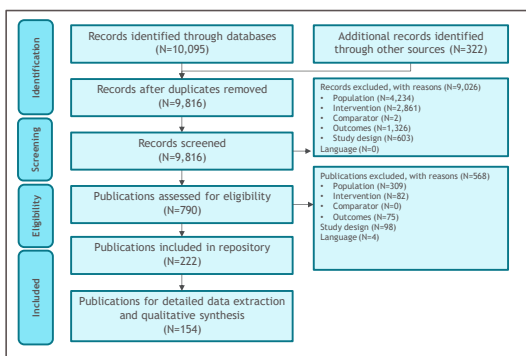 Identification
Records identified through databases
(N=10,095)
Additional records
identified through other sources
(N=322)
Records after duplicates removed
(N=9,816)
Records excluded, with reasons (N=9,026)
• Population (N=4,234)
• Intervention (N=2,861)
• Comparator (N=2)
• Outcomes (N=1,326)
• Study design (N=603)
Language (N=0)
Screening
Records screened
(N=9,816)
Eligibility
Publications assessed for eligibility
(N=790)
Publications excluded, with reasons (N=568)
• Population (N=309)
• Intervention (N=82)
• Comparator (N=0)
• Outcomes (N=75)
Study design (N=98)
Language (N=4)
Included
Publications included in repository
(N=222)
Publications for detailed data extraction
and qualitative synthesis
(N=154)